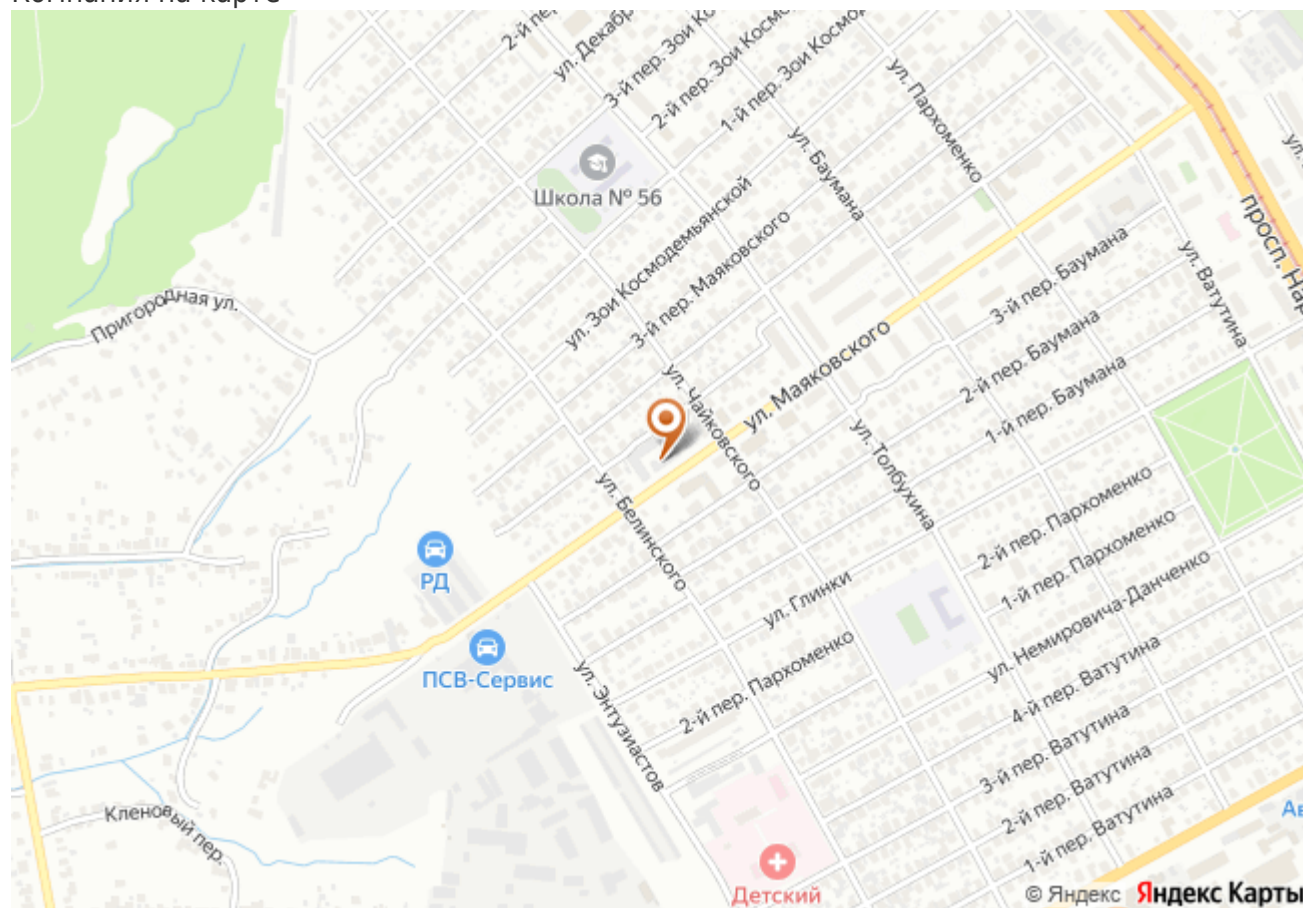 Компания на карте
2-й пер.
ул. Декабр
3-й пер. Зои Ко
2-й пер. Зои Космо
1-й пер. Зои Космо
ул. Пархоменко
ул. Баумана
Школа № 56
ул. Зои Космодемьянской
3-й пер. Маяковского
просп. Нар
ул. Ватутина
3-й пер. Баумана
2-й пер. Баумана
1-й пер. Баумана
Пригородная ул.
ул. Чайковского
ул. Маяковского
ул. Толбухина
ул. Белинского
2-й пер. Пархоменко
1-й пер. Пархоменко
ул. Немировича-Данченко
РД
ул. Глинки
ПСВ-Сервис
2-й пер. Пархоменко
4-й пер. Ватутина
ул. Энтузиастов
3-й пер. Ватутина
2-й пер. Ватутина
1-й пер. Ватутина
Ав
Кленовый пер.
Детский
© Яндекс Яндекс Карты